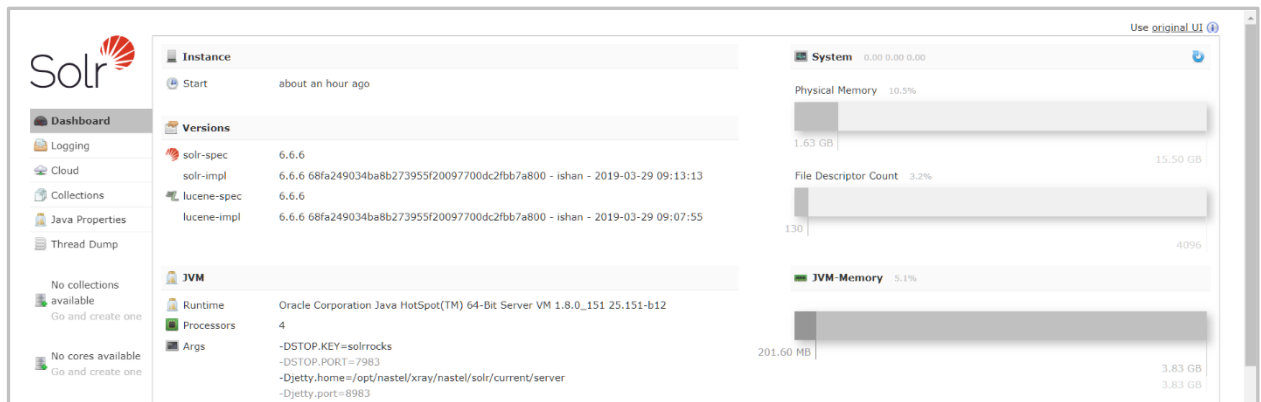 Use original UI
Solr
Dashboard
Logging
Cloud
Collections
Java Properties
Thread Dump
No collections
available
Go and create one
No cores available
Go and create one
Instance
Start about an hour ago
Versions
solr-spec 6.6.6
solr-impl 6.6.6 68fa249034ba8b273955f20097700dc2fbb7a800 - ishan - 2019-03-29 09:13:13
lucene-spec 6.6.6
lucene-impl 6.6.6 68fa249034ba8b273955f20097700dc2fbb7a800 - ishan - 2019-03-29 09:07:55
JVM
Runtime Oracle Corporation Java HotSpot(TM) 64-Bit Server VM 1.8.0_151 25.151-b12
Processors 4
Args -DSTOP.KEY=solrrocks
-DSTOP.PORT=7983
-Djetty.home=/opt/nastel/xray/nastel/solr/current/server
-Djetty.port=8983
System 0.00 0.00 0.00
Physical Memory 10.5%
1.63 GB
15.50 GB
File Descriptor Count 3.2%
130
4096
JVM-Memory 5.1%
201.60 MB
3.83 GB
3.83 GB